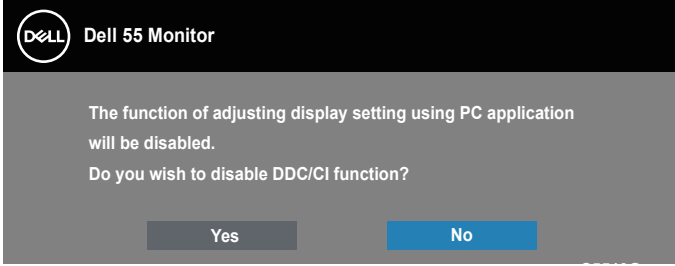 DELL
Dell 55 Monitor
The function of adjusting display setting using PC application
will be disabled.
Do you wish to disable DDC/CI function?
Yes
No